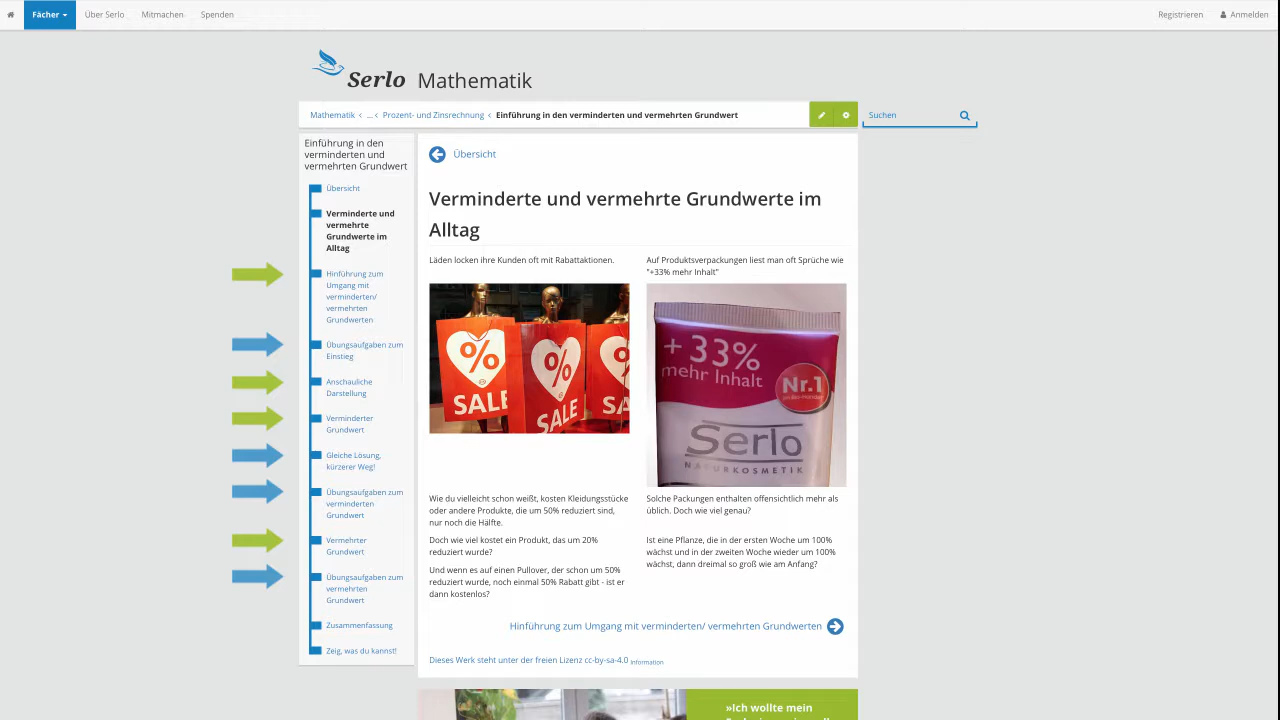 Fächer
Über Serlo
Mitmachen
Spenden
Registrieren
Anmelden
Serlo Mathematik
Mathematik < ... < Prozent- und Zinsrechnung < Einführung in den verminderten und vermehrten Grundwert
Suchen
Einführung in den
verminderten und
vermehrten Grundwert
Übersicht
Verminderte und
vermehrte
Grundwerte im
Alltag
Hinführung zum
Umgang mit
verminderten/
vermehrten
Grundwerten
Übungsaufgaben zum
Einstieg
Anschauliche
Darstellung
Verminderter
Grundwert
Gleiche Lösung,
kürzerer Weg!
Übungsaufgaben zum
verminderten
Grundwert
Vermehrter
Grundwert
Übungsaufgaben zum
vermehrten
Grundwert
Zusammenfassung
Zeig, was du kannst!
Übersicht
Verminderte und vermehrte Grundwerte im
Alltag
Läden locken ihre Kunden oft mit Rabattaktionen.
%
SALE
%
SALE
%
SA
Wie du vielleicht schon weißt, kosten Kleidungsstücke
oder andere Produkte, die um 50% reduziert sind,
nur noch die Hälfte.
Doch wie viel kostet ein Produkt, das um 20%
reduziert wurde?
Und wenn es auf einen Pullover, der schon um 50%
reduziert wurde, noch einmal 50% Rabatt gibt - ist er
dann kostenlos?
Auf Produktsverpackungen liest man oft Sprüche wie
"+33% mehr Inhalt"
+ 33%
mehr Inhalt
Nr.1
Serlo
NATURKOSMETIK
Solche Packungen enthalten offensichtlich mehr als
üblich. Doch wie viel genau?
Ist eine Pflanze, die in der ersten Woche um 100%
wächst und in der zweiten Woche wieder um 100%
wächst, dann dreimal so groß wie am Anfang?
Hinführung zum Umgang mit verminderten/ vermehrten Grundwerten
Dieses Werk steht unter der freien Lizenz cc-by-sa-4.0 Information
»Ich wollte mein